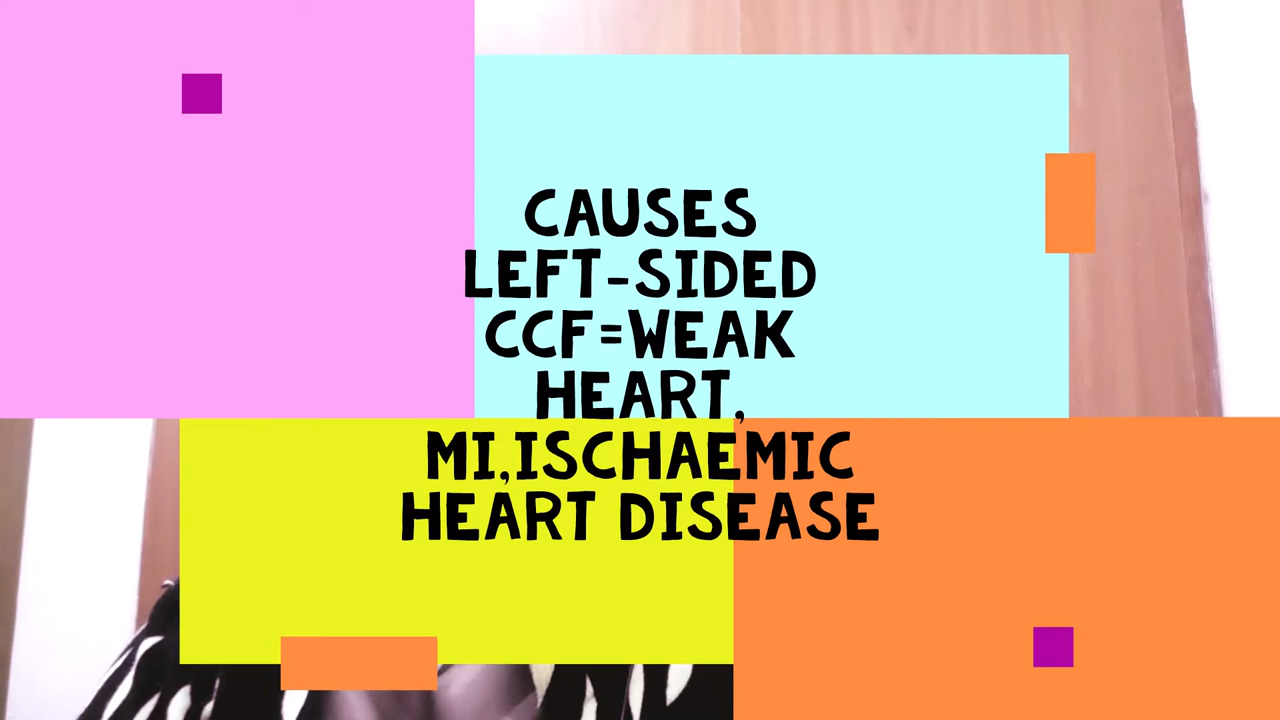 CAUSES
LEFT-SIDED
CCF=WEAK
HEART,
MI,ISCHAEMIC
HEART DISEASE